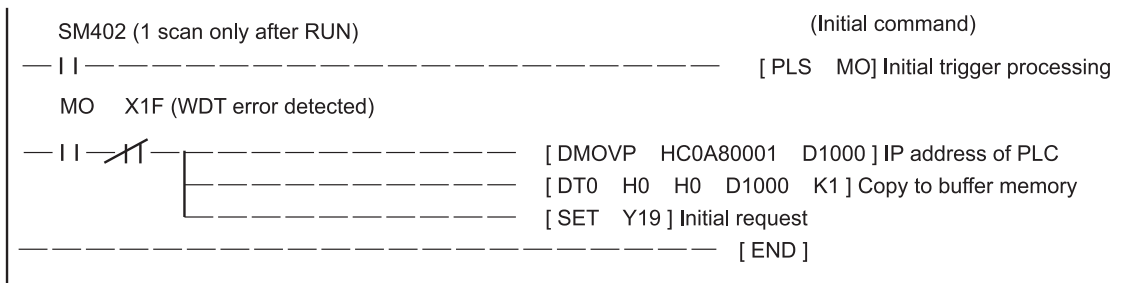 (Initial command)
SM402 (1 scan only after RUN)
[ PLS MO] Initial trigger processing
MO X1F (WDT error detected)
[ DMOVP HC0A80001 D1000 ] IP address of PLC
[ DT0 H0 H0 D1000 K1 ] Copy to buffer memory
[ SET Y19 ] Initial request
[ END ]